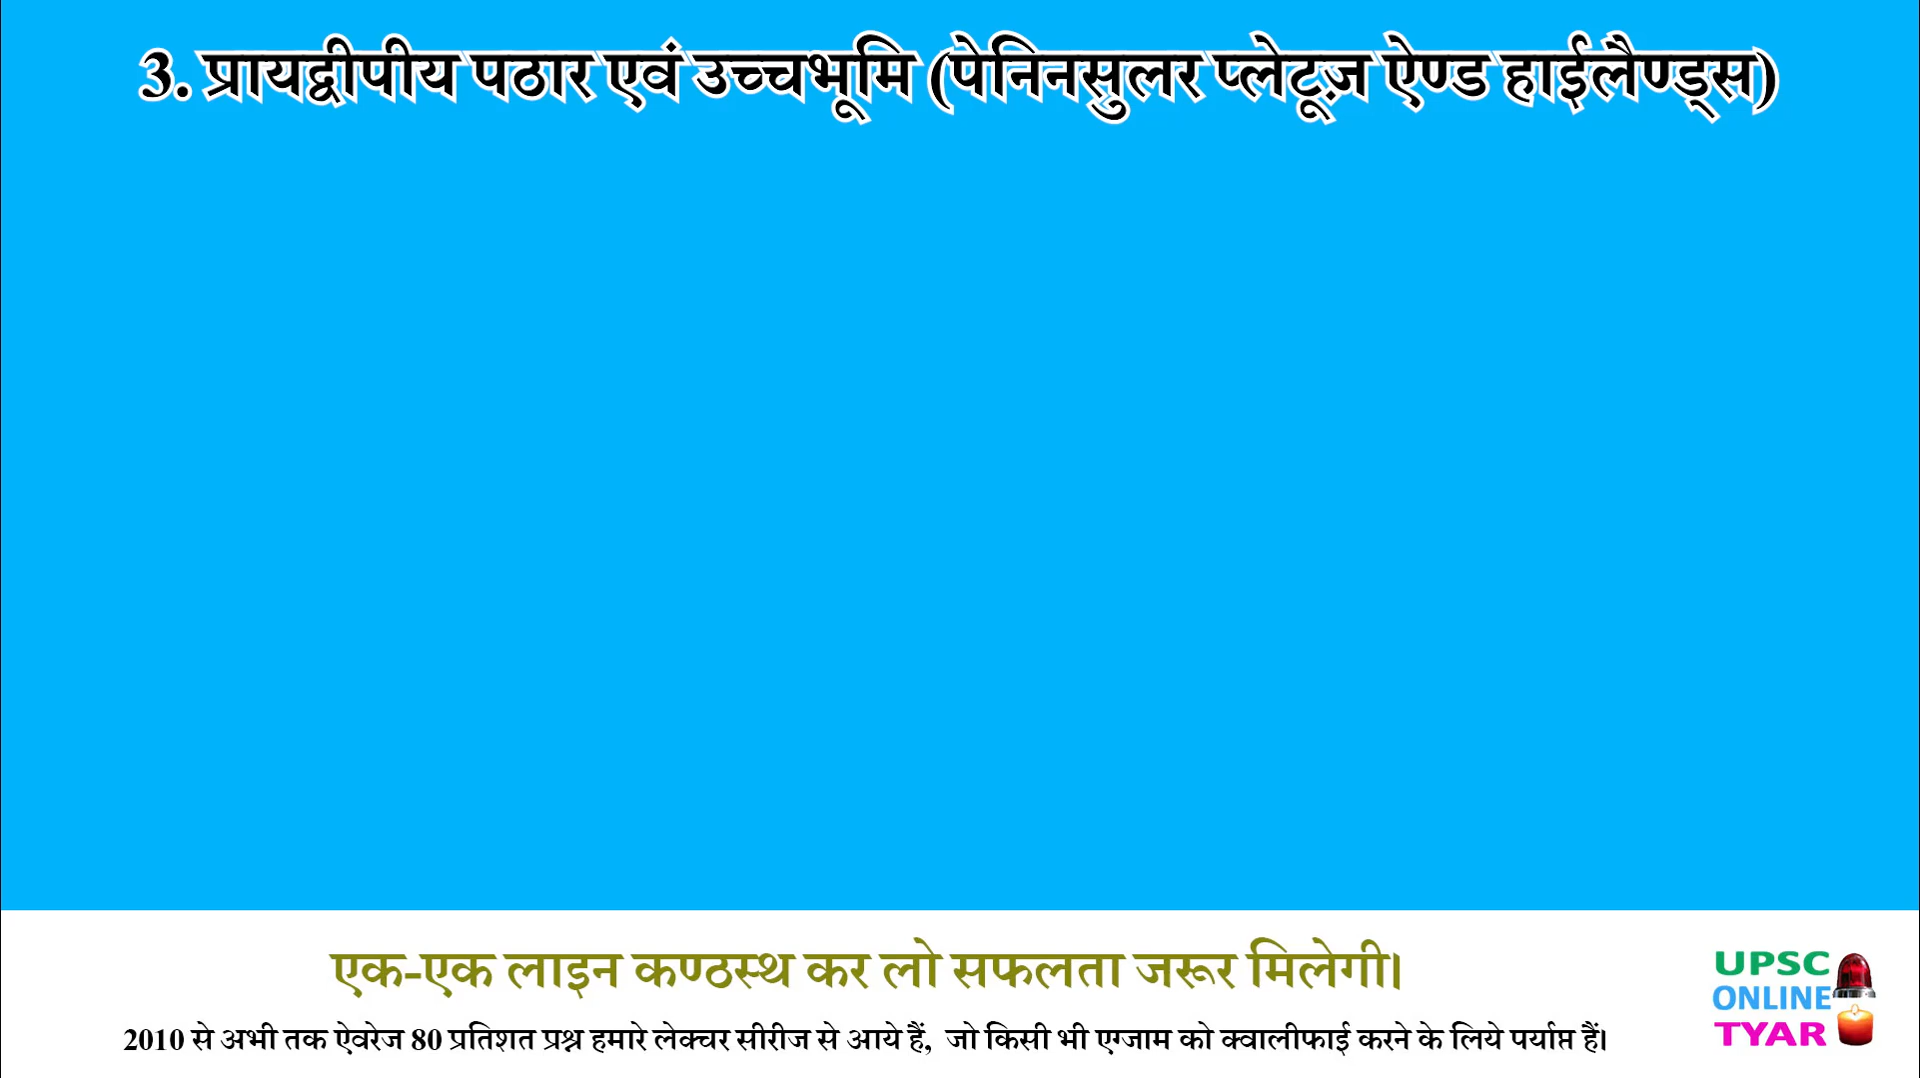 3. प्रायद्वीपीय पठार एवं उच्चभूमि (पेनिनसुलर प्लेटूज़ ऐण्ड हाईलैण्ड्स)
एक-एक लाइन कण्ठस्थ कर लो सफलता जरूर मिलेगी।
2010 से अभी तक ऐवरेज 80 प्रतिशत प्रश्न हमारे लेक्चर सीरीज से आये हैं, जो किसी भी एग्जाम को क्वालीफाई करने के लिये पर्याप्त हैं।
UPSC
ONLINE
TYAR